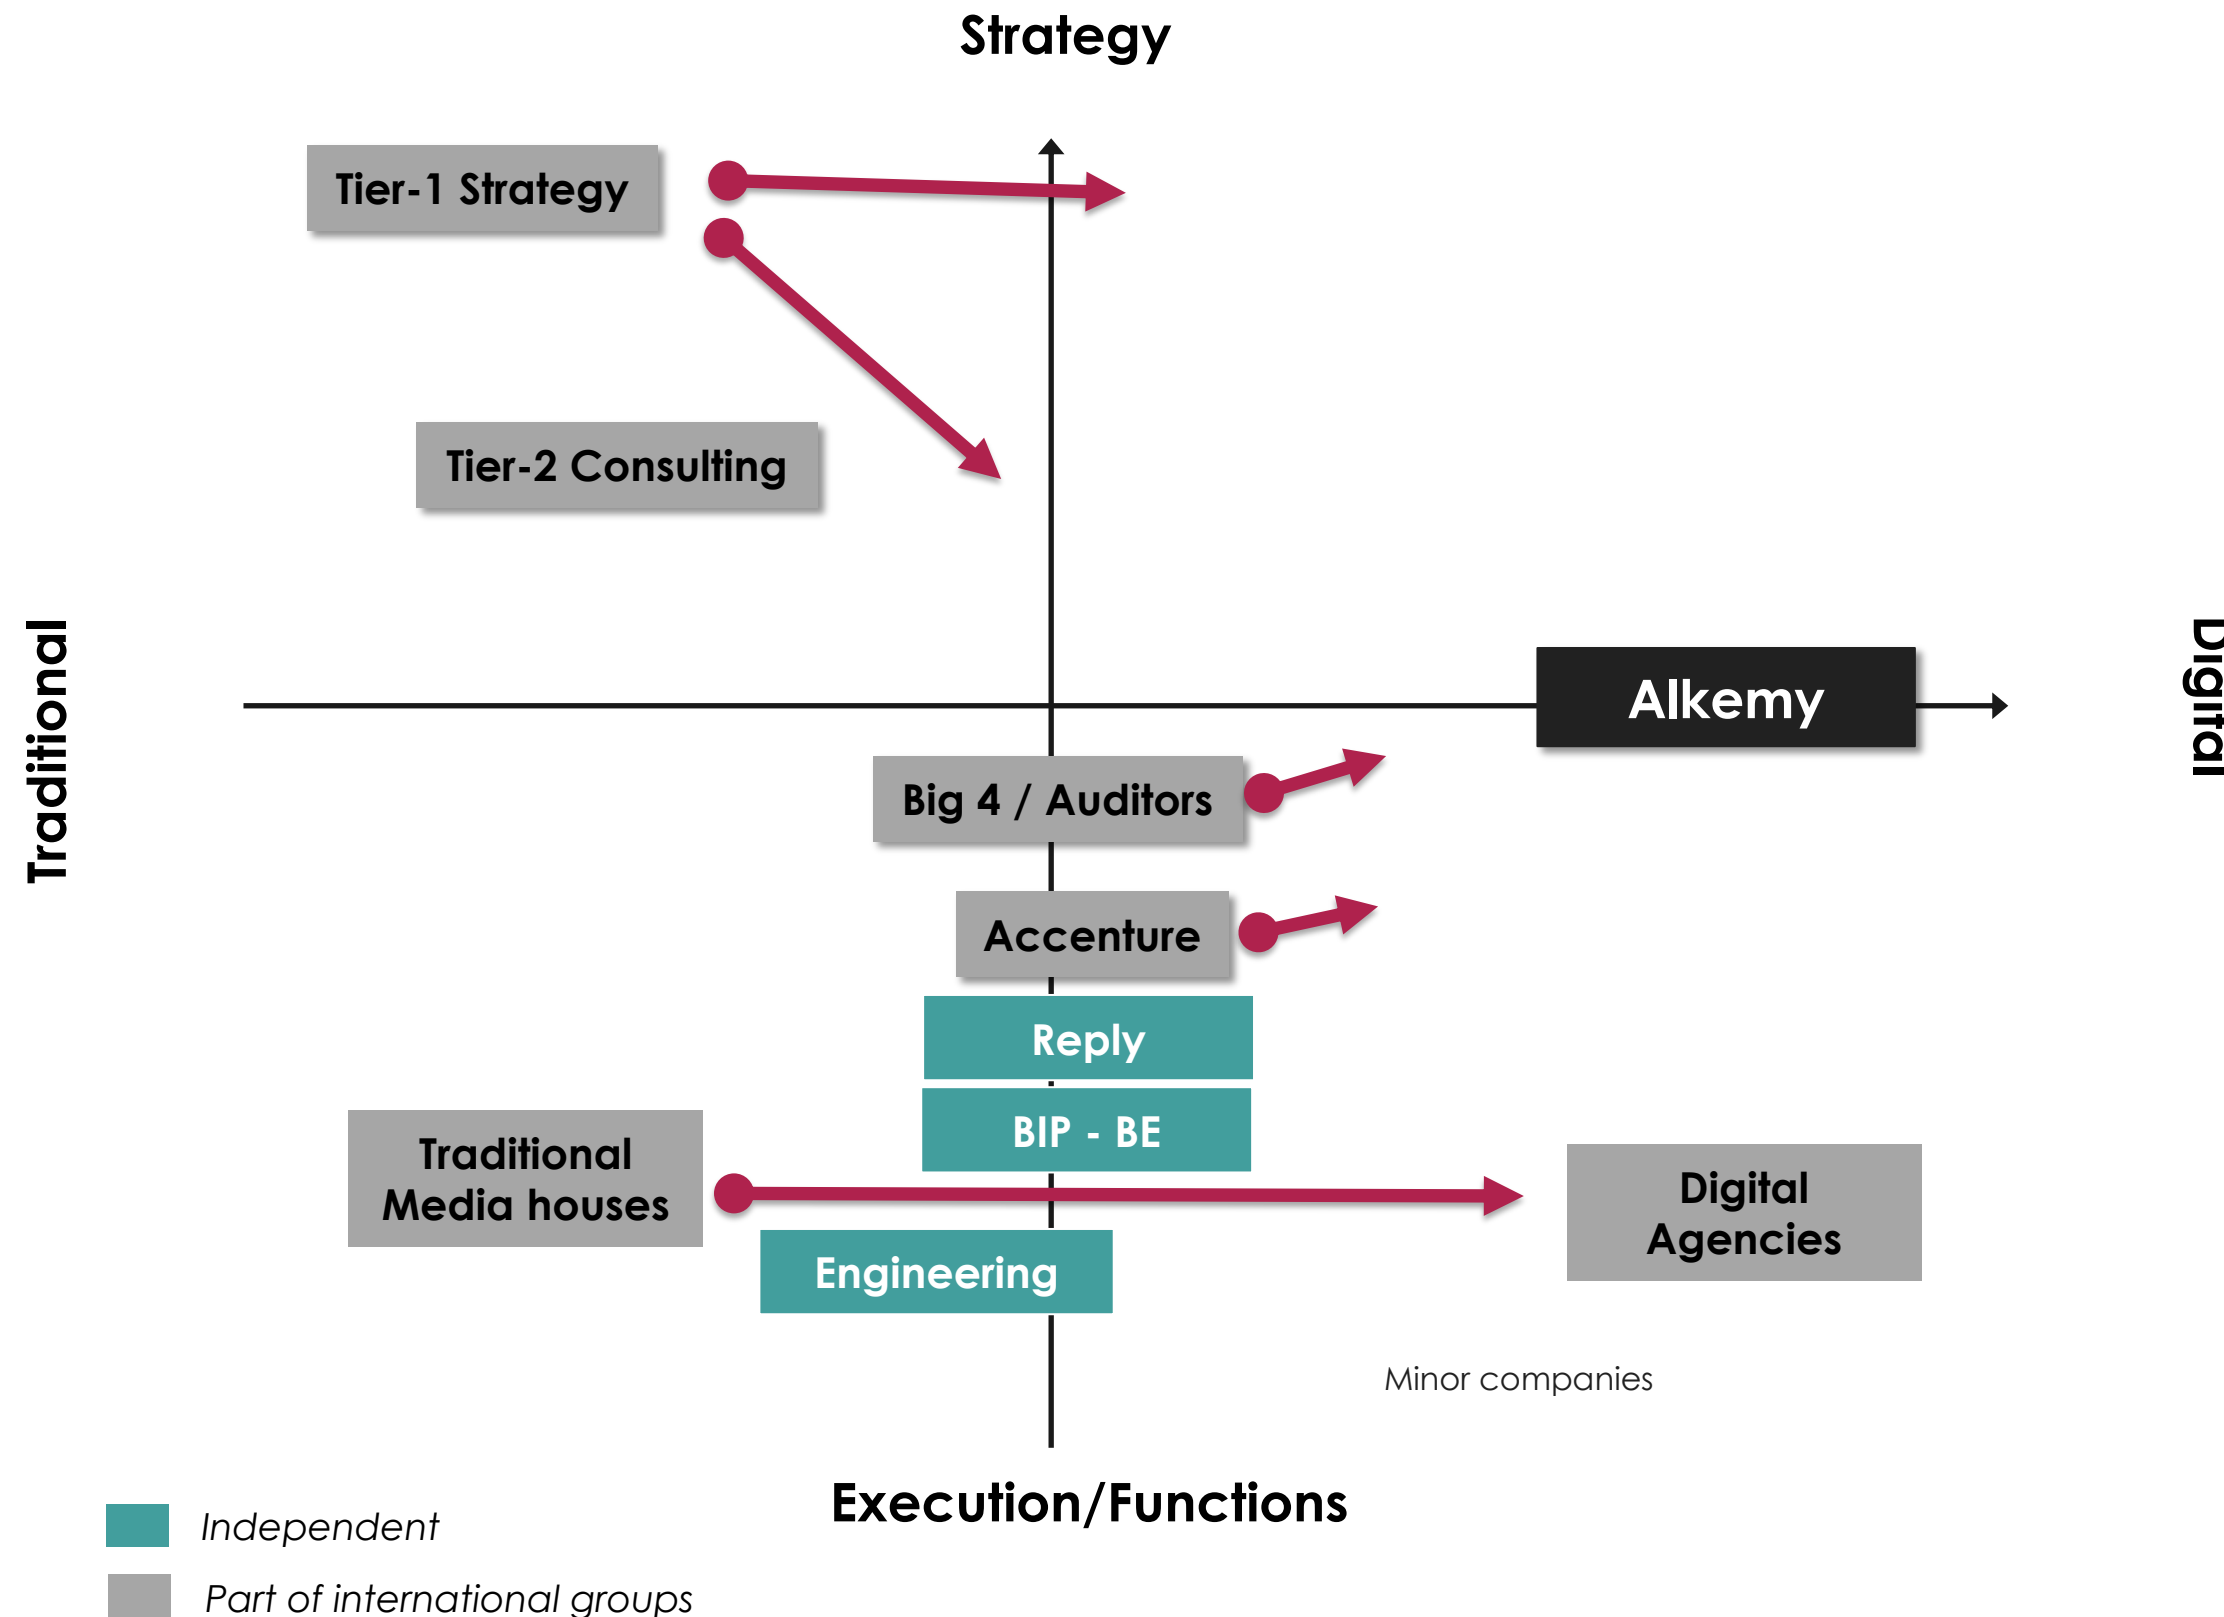 Strategy
Tier-1 Strategy
Tier-2 Consulting
Traditional
Digital
Alkemy
Big 4 / Auditors
Accenture
Reply
BIP - BE
Traditional
Media houses
Digital
Agencies
Engineering
Minor companies
Execution/Functions
Independent
Part of international groups